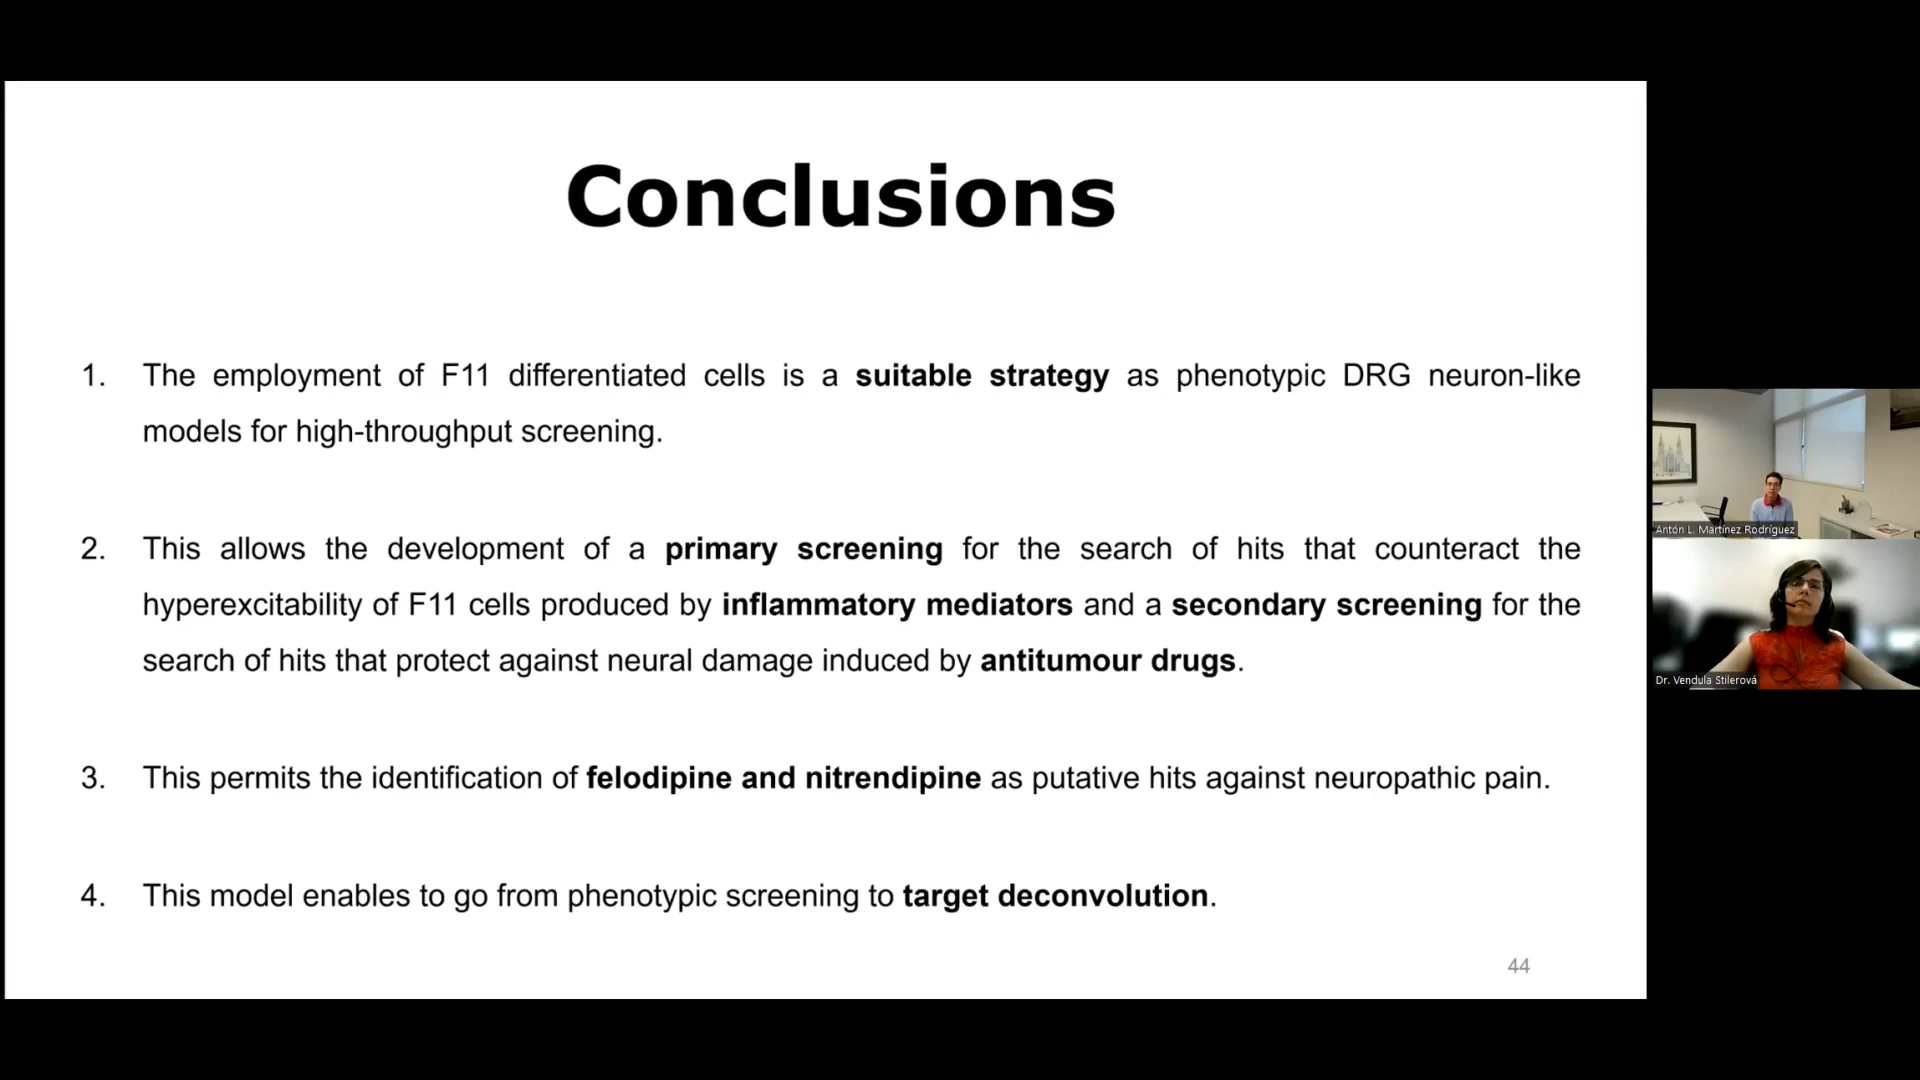 Conclusions
1. The employment of F11 differentiated cells is a suitable strategy as phenotypic DRG neuron-like
models for high-throughput screening.
2. This allows the development of a primary screening for the search of hits that counteract the
hyperexcitability of F11 cells produced by inflammatory mediators and a secondary screening for the
search of hits that protect against neural damage induced by antitumour drugs.
3. This permits the identification of felodipine and nitrendipine as putative hits against neuropathic pain.
4. This model enables to go from phenotypic screening to target deconvolution.
44
Antón L. Martínez Rodríguez
Dr. Vendula Stilerová